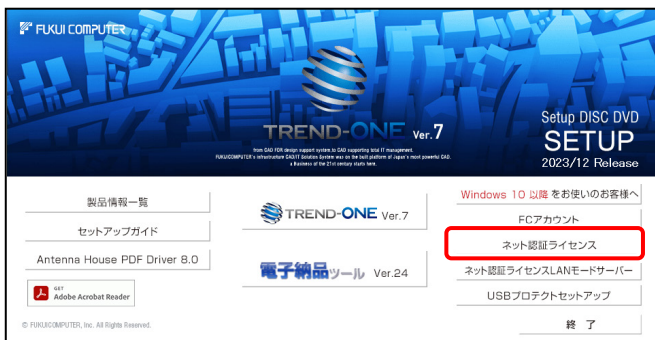 FUKUI COMPUTER
TREND-ONE Ver.7
from CAD FOR design support system to CAD supporting total IT management.
FUKUICOMPUTER's infrastructure CAD/IT Solution System was on the built platform of Japan's most powerful CAD.
a Business of the 21st century starts here.
Setup DISC DVD
SETUP
2023/12 Release
製品情報一覧
セットアップガイド
Antenna House PDF Driver 8.0
GET
Adobe Acrobat Reader
TREND-ONE Ver.7
電子納品ツール Ver.24
Windows 10 以降 をお使いのお客様へ
FCアカウント
ネット認証ライセンス
ネット認証ライセンスLANモードサーバー
USBプロテクトセットアップ
© FUKUICOMPUTER, Inc. All Rights Reserved.
終 了